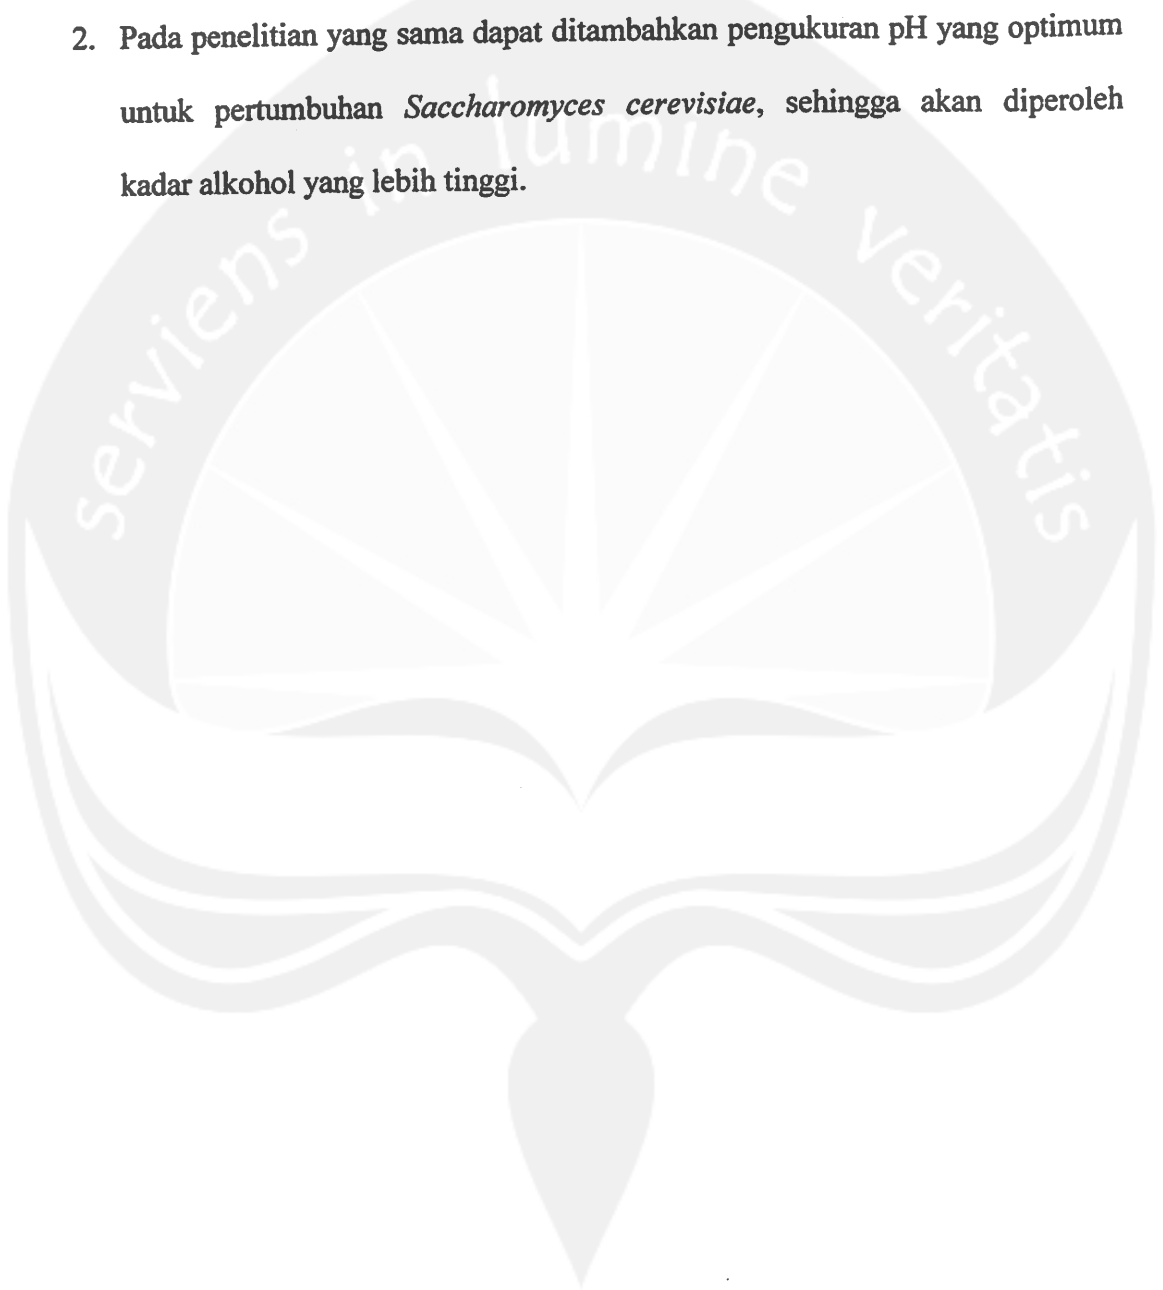 2. Pada penelitian yang sama dapat ditambahkan pengukuran pH yang optimum
untuk pertumbuhan Saccharomyces cerevisiae, sehingga akan diperoleh
kadar alkohol yang lebih tinggi.
serviens in lumine veritatis